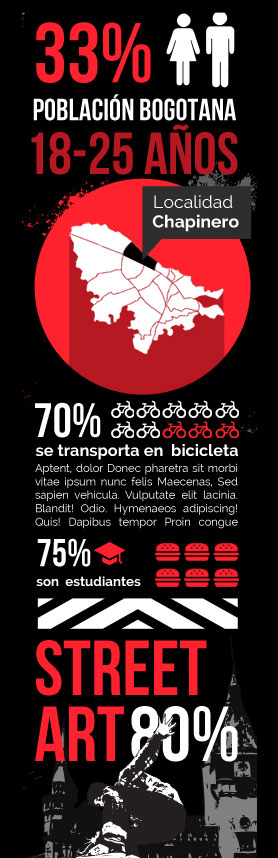 33%
POBLACIÓN BOGOTANA
18-25 AÑOS
Localidad
Chapinero
70%
se transporta en bicicleta
Aptent, dolor Donec pharetra sit morbi
vitae ipsum nunc felis Maecenas, Sed
sapien vehicula. Vulputate elit lacinia.
Blandit! Odio. Hymenaeos adipiscing!
Quis! Dapibus tempor Proin congue
75%
son estudiantes
STREET
ART 80%